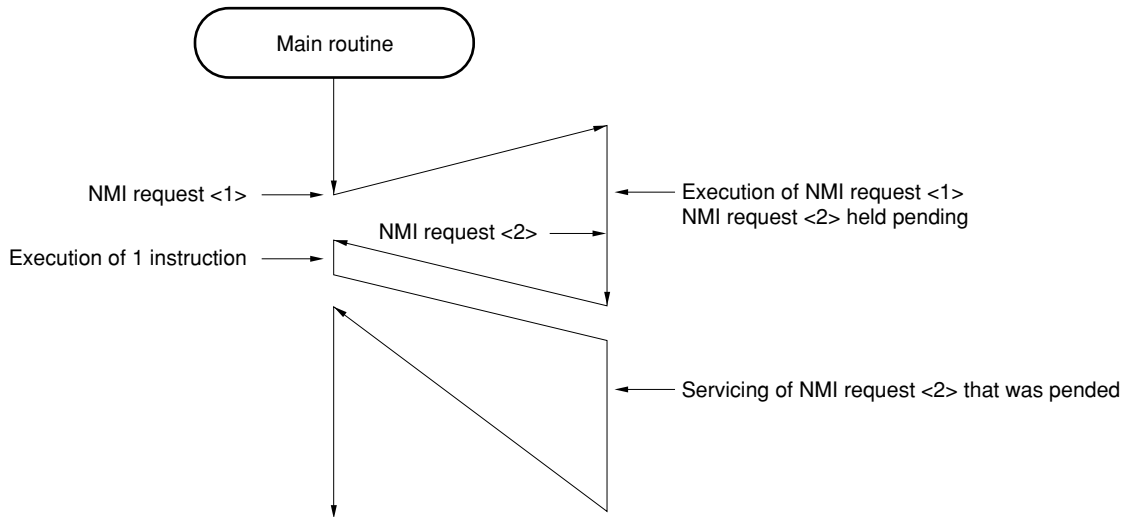 Main routine
NMI request <1>
Execution of NMI request <1>
NMI request <2> held pending
NMI request <2>
Execution of 1 instruction
Servicing of NMI request <2> that was pended